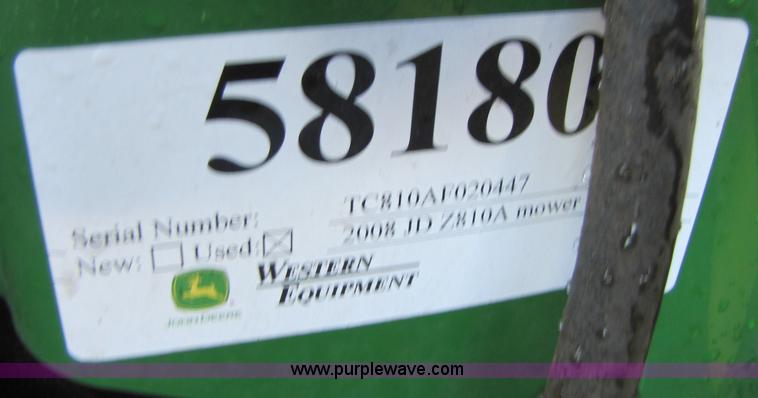 58180
Serial Number: TC810AF020447
New: Used: 2008 JD Z810A mower
WESTERN
EQUIPMENT
JOHN DEERE
www.purplewave.com